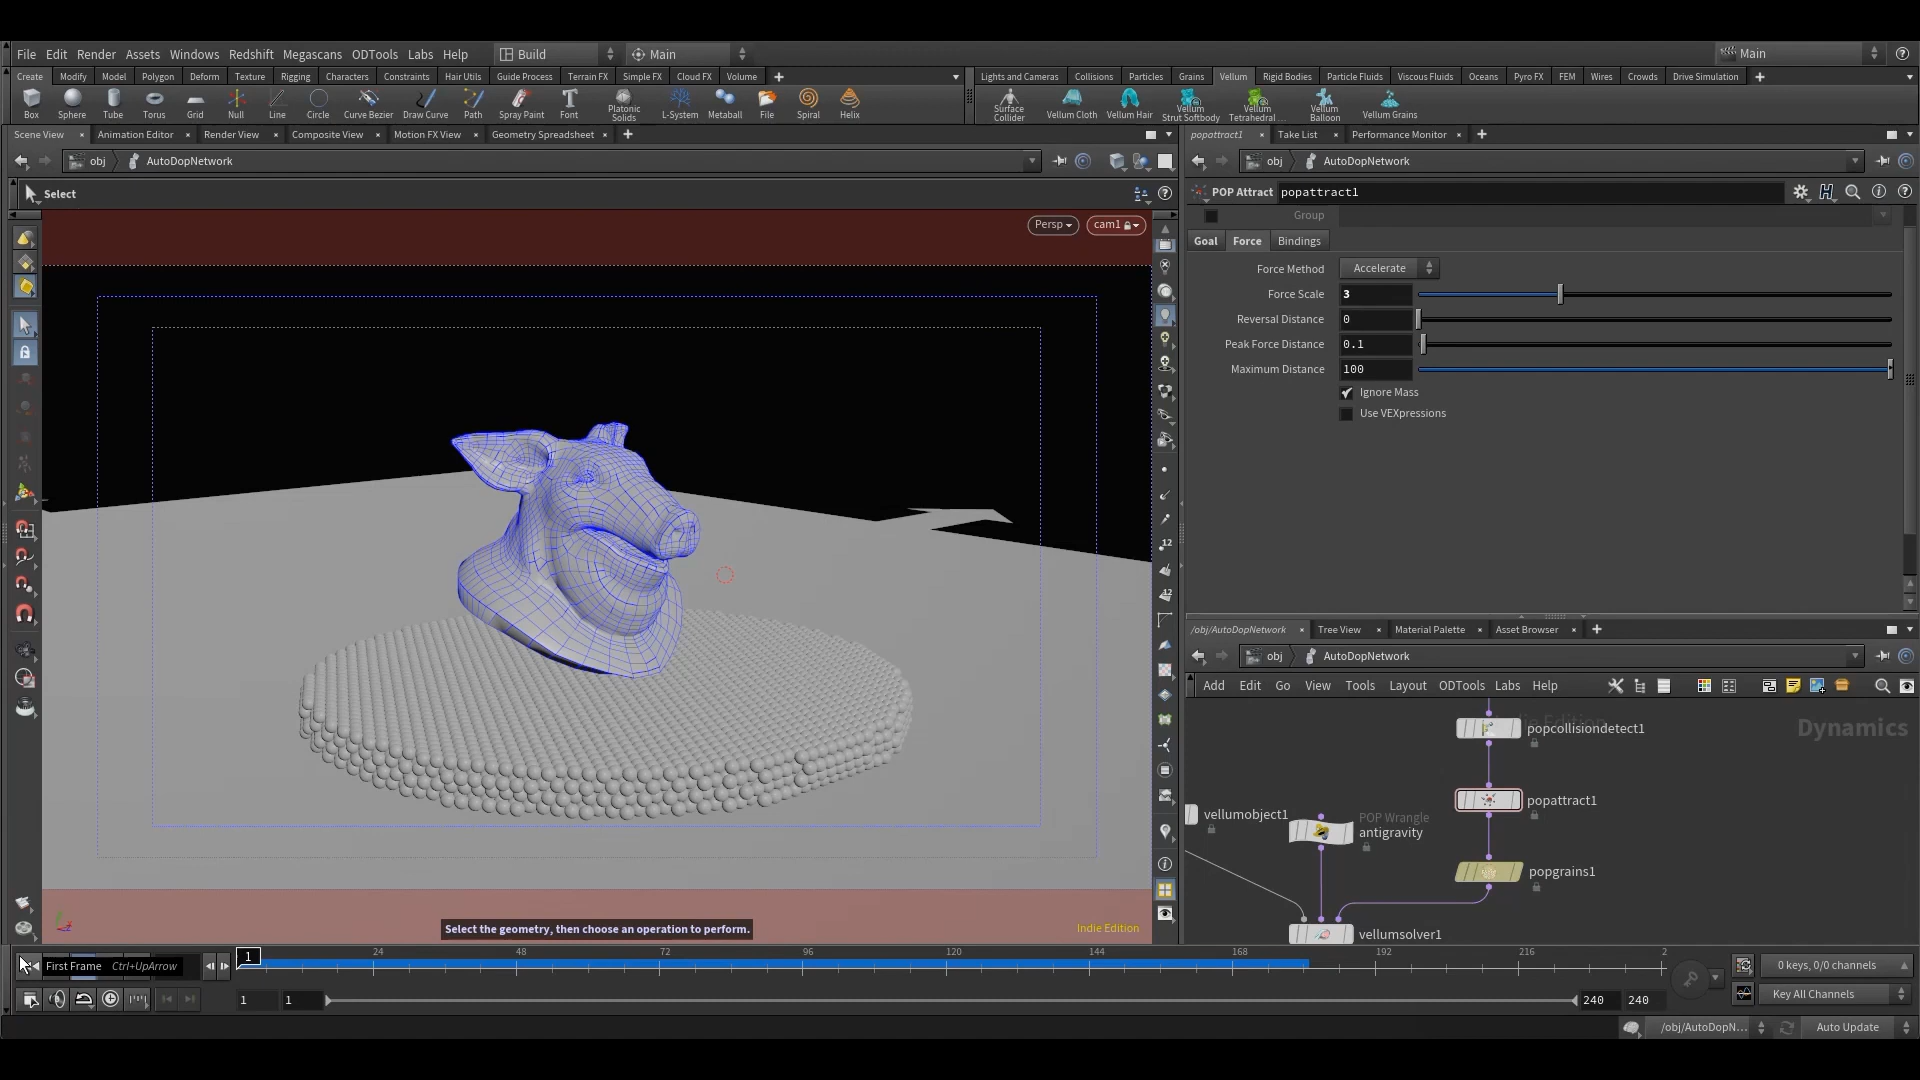 File Edit Render Assets Windows Redshift Megascans ODTools Labs Help Build Main Main
Create Modify Model Polygon Deform Texture Rigging Characters Constraints Hair Utils Guide Process Terrain FX Simple FX Cloud FX Volume
Lights and Cameras Collisions Particles Grains Vellum Rigid Bodies Particle Fluids Viscous Fluids Oceans Pyro FX FEM Wires Crowds Drive Simulation
Box Sphere Tube Torus Grid Null Line Circle Curve Bezier Draw Curve Path Spray Paint Font Platonic Solids L-System Metaball File Spiral Helix
Surface Collider Vellum Cloth Vellum Hair Vellum Strut Softbody Vellum Tetrahedral ... Vellum Balloon Vellum Grains
Scene View Animation Editor Render View Composite View Motion FX View Geometry Spreadsheet
popattract1 Take List Performance Monitor
obj AutoDopNetwork
obj AutoDopNetwork
Select
POP Attract popattract1
Group
Persp cam1
Goal Force Bindings
Force Method Accelerate
Force Scale 3
Reversal Distance 0
Peak Force Distance 0.1
Maximum Distance 100
Ignore Mass
Use VEXpressions
12
12
/obj/AutoDopNetwork Tree View Material Palette Asset Browser
obj AutoDopNetwork
Add Edit Go View Tools Layout ODTools Labs Help
Indie Edition
Dynamics
popcollisiondetect1
popattract1
vellumobject1
POP Wrangle
antigravity
popgrains1
vellumsolver1
Select the geometry, then choose an operation to perform.
Indie Edition
First Frame Ctrl+UpArrow
1 24 48 72 96 120 144 168 192 216 2
0 keys, 0/0 channels
1 1 240 240
Key All Channels
/obj/AutoDopN... Auto Update